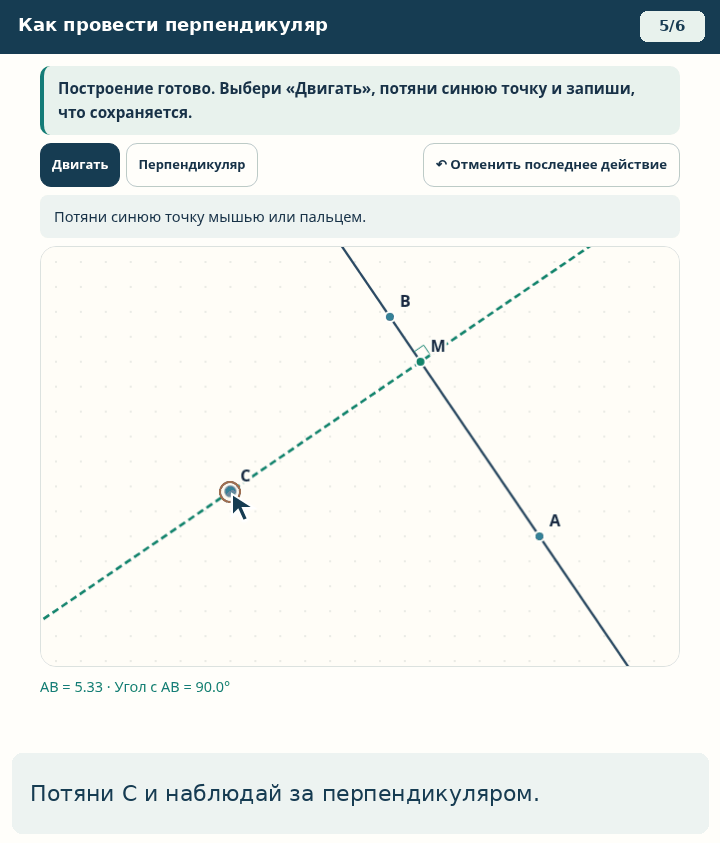 Как провести перпендикуляр
5/6
Построение готово. Выбери «Двигать», потяни синюю точку и запиши,
что сохраняется.
Двигать
Перпендикуляр
↶ Отменить последнее действие
Потяни синюю точку мышью или пальцем.
B
M
C
A
AB = 5.33 · Угол с AB = 90.0°
Потяни C и наблюдай за перпендикуляром.